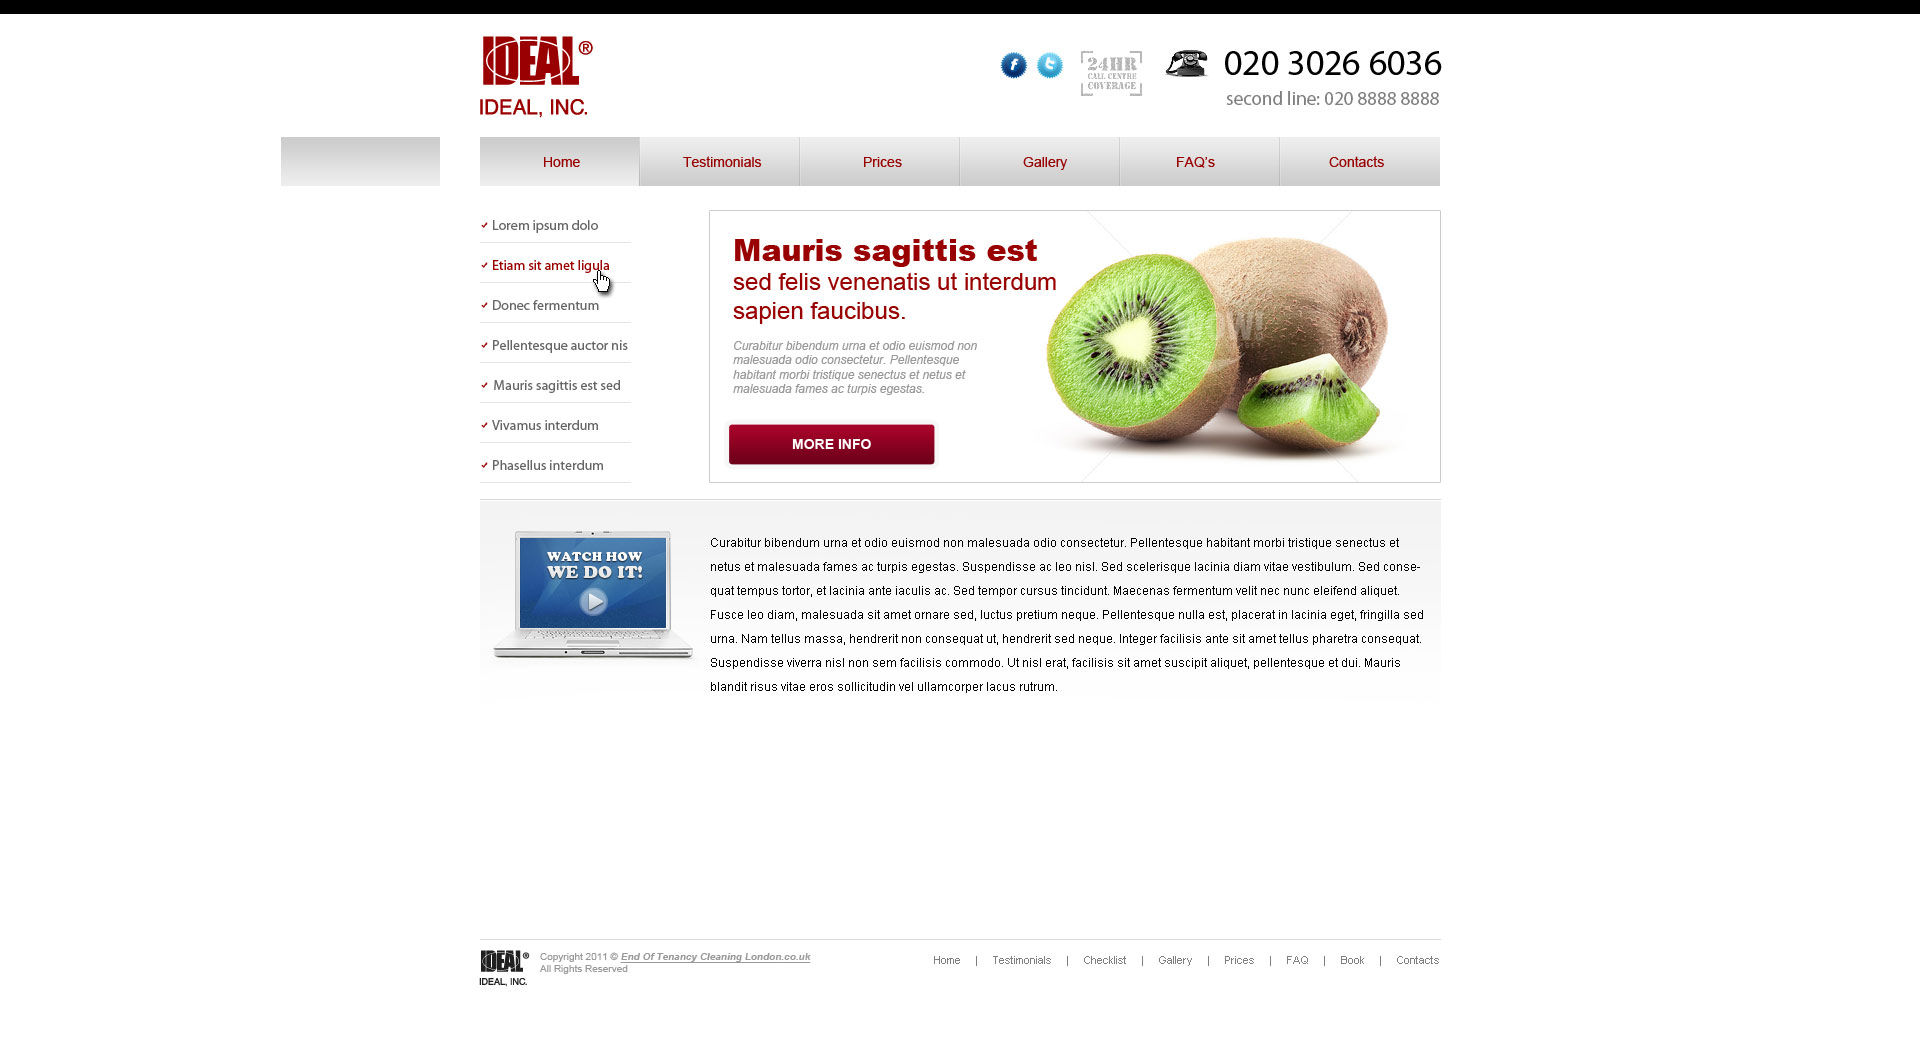 IDEAL®
IDEAL, INC.
f
t
24HR
CALL CENTRE
COVERAGE
020 3026 6036
second line: 020 8888 8888
Home
Testimonials
Prices
Gallery
FAQ's
Contacts
Lorem ipsum dolo
Etiam sit amet ligula
Donec fermentum
Pellentesque auctor nis
Mauris sagittis est sed
Vivamus interdum
Phasellus interdum
Mauris sagittis est
sed felis venenatis ut interdum
sapien faucibus.
Curabitur bibendum urna et odio euismod non
malesuada odio consectetur. Pellentesque
habitant morbi tristique senectus et netus et
malesuada fames ac turpis egestas.
MORE INFO
WATCH HOW
WE DO IT!
Curabitur bibendum urna et odio euismod non malesuada odio consectetur. Pellentesque habitant morbi tristique senectus et
netus et malesuada fames ac turpis egestas. Suspendisse ac leo nisl. Sed scelerisque lacinia diam vitae vestibulum. Sed conse-
quat tempus tortor, et lacinia ante iaculis ac. Sed tempor cursus tincidunt. Maecenas fermentum velit nec nunc eleifend aliquet.
Fusce leo diam, malesuada sit amet ornare sed, luctus pretium neque. Pellentesque nulla est, placerat in lacinia eget, fringilla sed
urna. Nam tellus massa, hendrerit non consequat ut, hendrerit sed neque. Integer facilisis ante sit amet tellus pharetra consequat.
Suspendisse viverra nisl non sem facilisis commodo. Ut nisl erat, facilisis sit amet suscipit aliquet, pellentesque et dui. Mauris
blandit risus vitae eros sollicitudin vel ullamcorper lacus rutrum.
IDEAL®
IDEAL, INC.
Copyright 2011 © End Of Tenancy Cleaning London.co.uk
All Rights Reserved
Home | Testimonials | Checklist | Gallery | Prices | FAQ | Book | Contacts